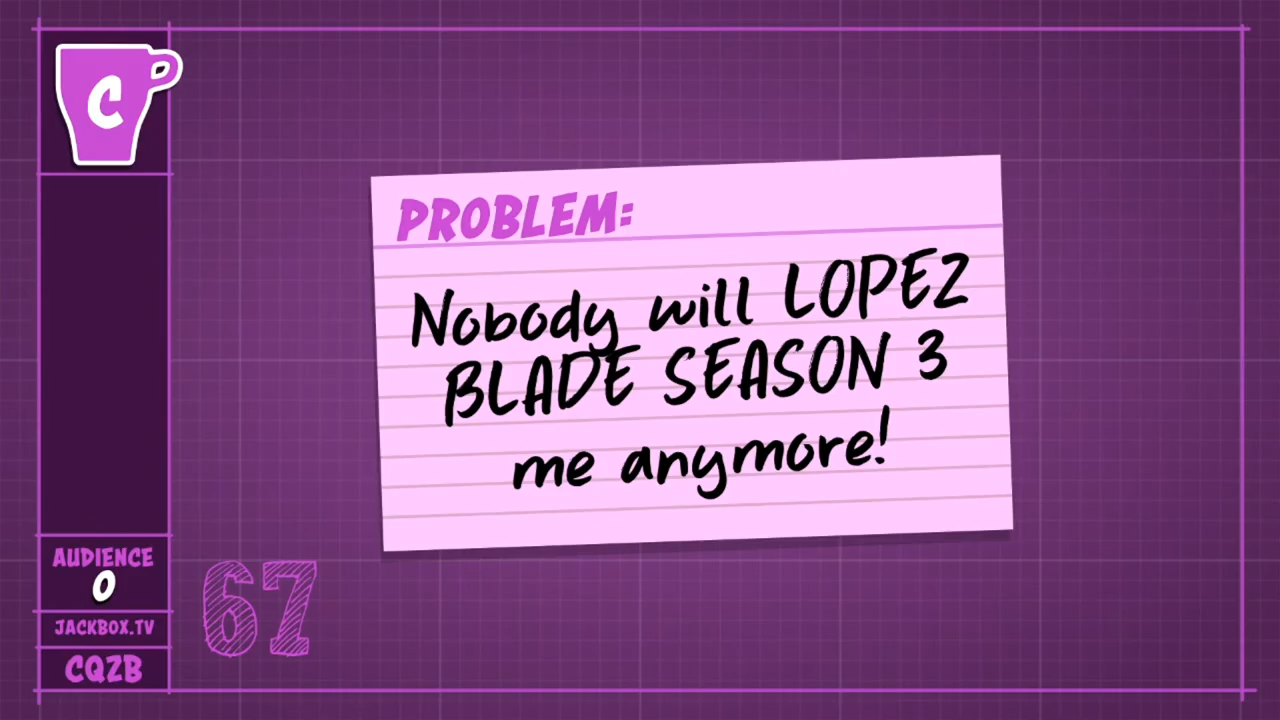 C
PROBLEM:
Nobody will LOPEZ
BLADE SEASON 3
me anymore!
AUDIENCE
0
JACKBOX.TV
CQZB
67